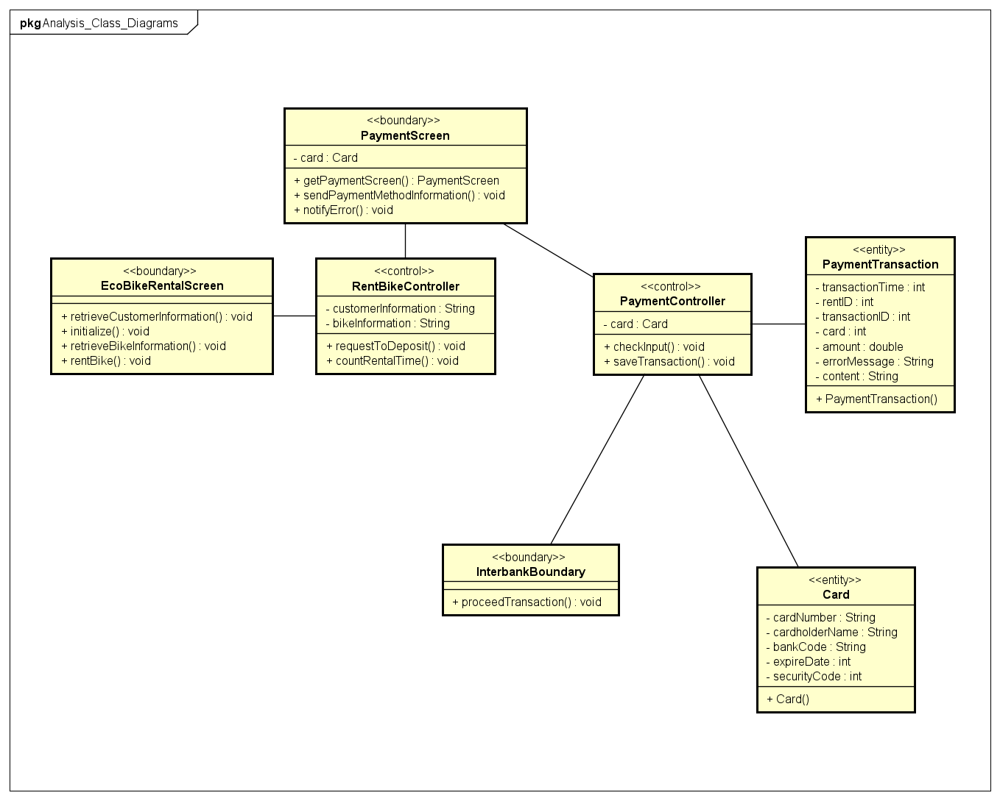 pkg Analysis_Class_Diagrams
<<boundary>>
PaymentScreen
- card : Card
+ getPaymentScreen() : PaymentScreen
+ sendPaymentMethodInformation() : void
+ notifyError() : void
<<boundary>>
EcoBikeRentalScreen
+ retrieveCustomerInformation() : void
+ initialize() : void
+ retrieveBikeInformation() : void
+ rentBike() : void
<<control>>
RentBikeController
- customerInformation : String
- bikeInformation : String
+ requestToDeposit() : void
+ countRentalTime() : void
<<control>>
PaymentController
- card : Card
+ checkInput() : void
+ saveTransaction() : void
<<entity>>
PaymentTransaction
- transactionTime : int
- rentID : int
- transactionID : int
- card : int
- amount : double
- errorMessage : String
- content : String
+ PaymentTransaction()
<<boundary>>
InterbankBoundary
+ proceedTransaction() : void
<<entity>>
Card
- cardNumber : String
- cardholderName : String
- bankCode : String
- expireDate : int
- securityCode : int
+ Card()